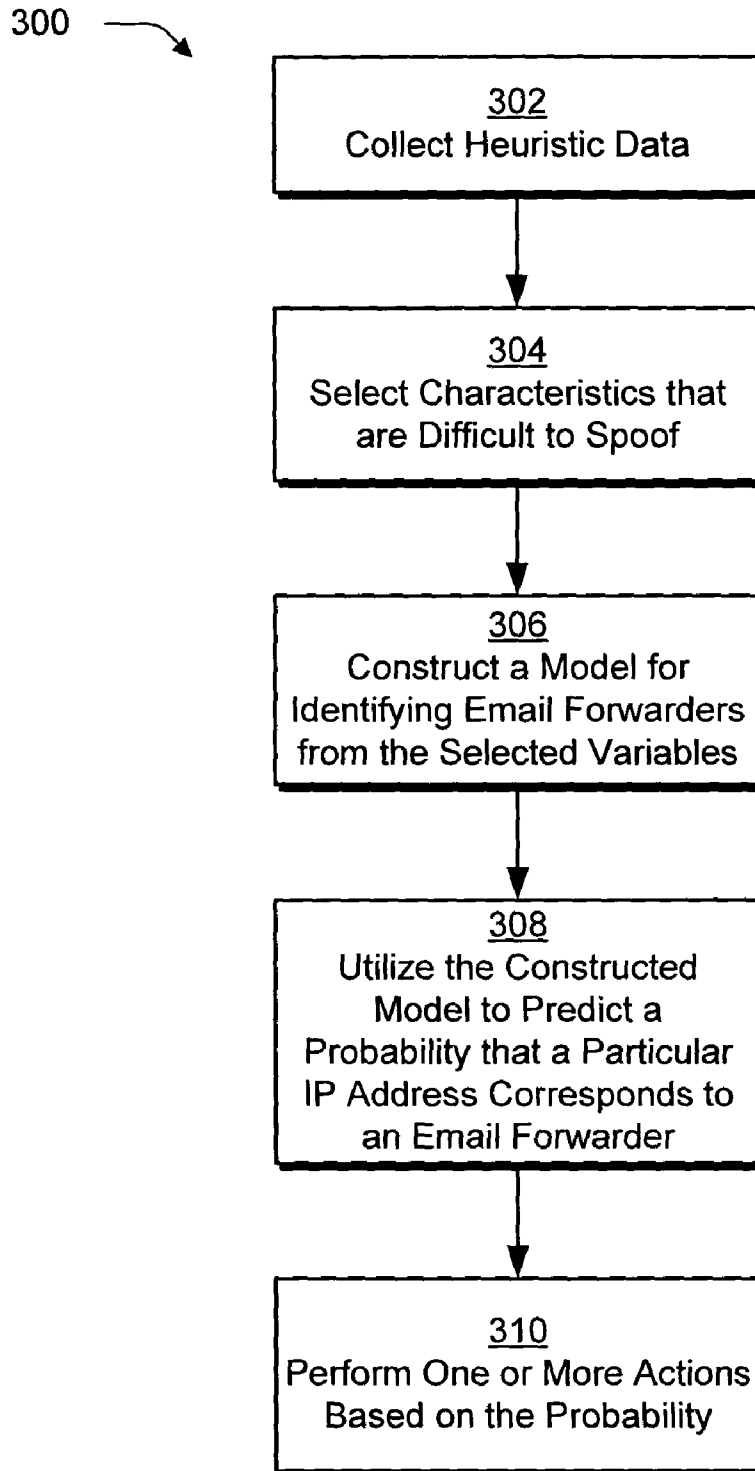 300
302
Collect Heuristic Data
304
Select Characteristics that
are Difficult to Spoof
306
Construct a Model for
Identifying Email Forwarders
from the Selected Variables
308
Utilize the Constructed
Model to Predict a
Probability that a Particular
IP Address Corresponds to
an Email Forwarder
310
Perform One or More Actions
Based on the Probability